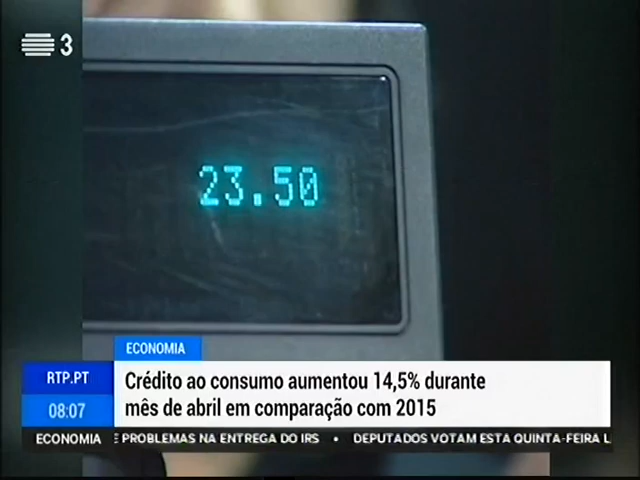 3
23.50
ECONOMIA
RTP.PT
Crédito ao consumo aumentou 14,5% durante
08:07
mês de abril em comparação com 2015
ECONOMIA
PROBLEMAS NA ENTREGA DO IRS • DEPUTADOS VOTAM ESTA QUINTA-FEIRA